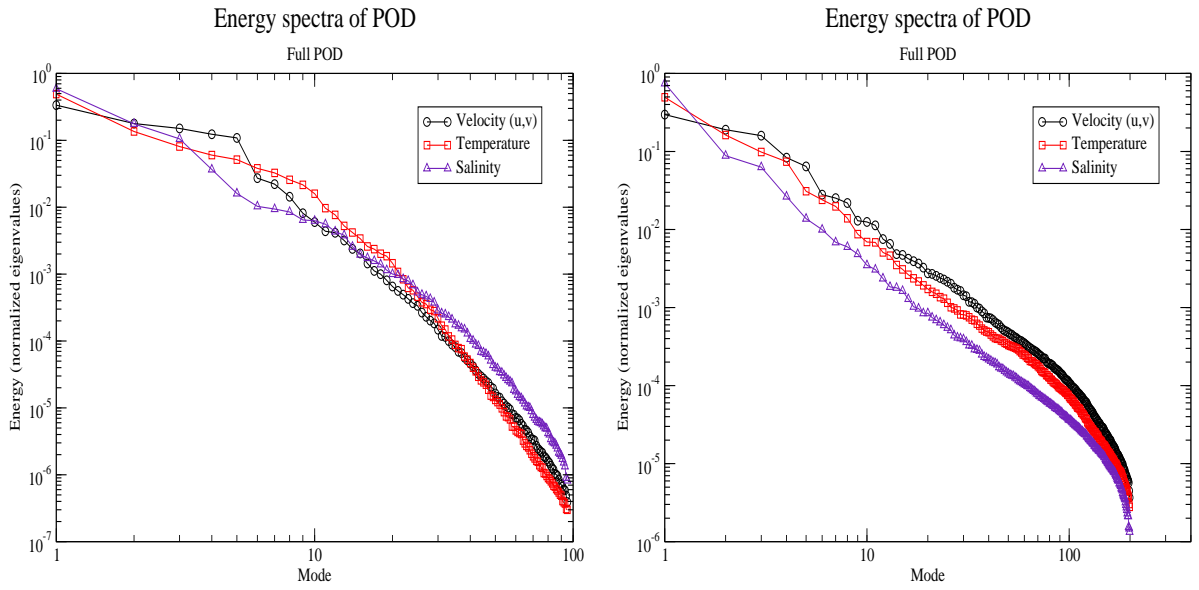 Energy spectra of POD
Full POD
Energy (normalized eigenvalues)
10^0
10^-1
10^-2
10^-3
10^-4
10^-5
10^-6
10^-7
1
10
100
Mode
Velocity (u,v)
Temperature
Salinity
Energy spectra of POD
Full POD
Energy (normalized eigenvalues)
10^0
10^-1
10^-2
10^-3
10^-4
10^-5
10^-6
1
10
100
Mode
Velocity (u,v)
Temperature
Salinity